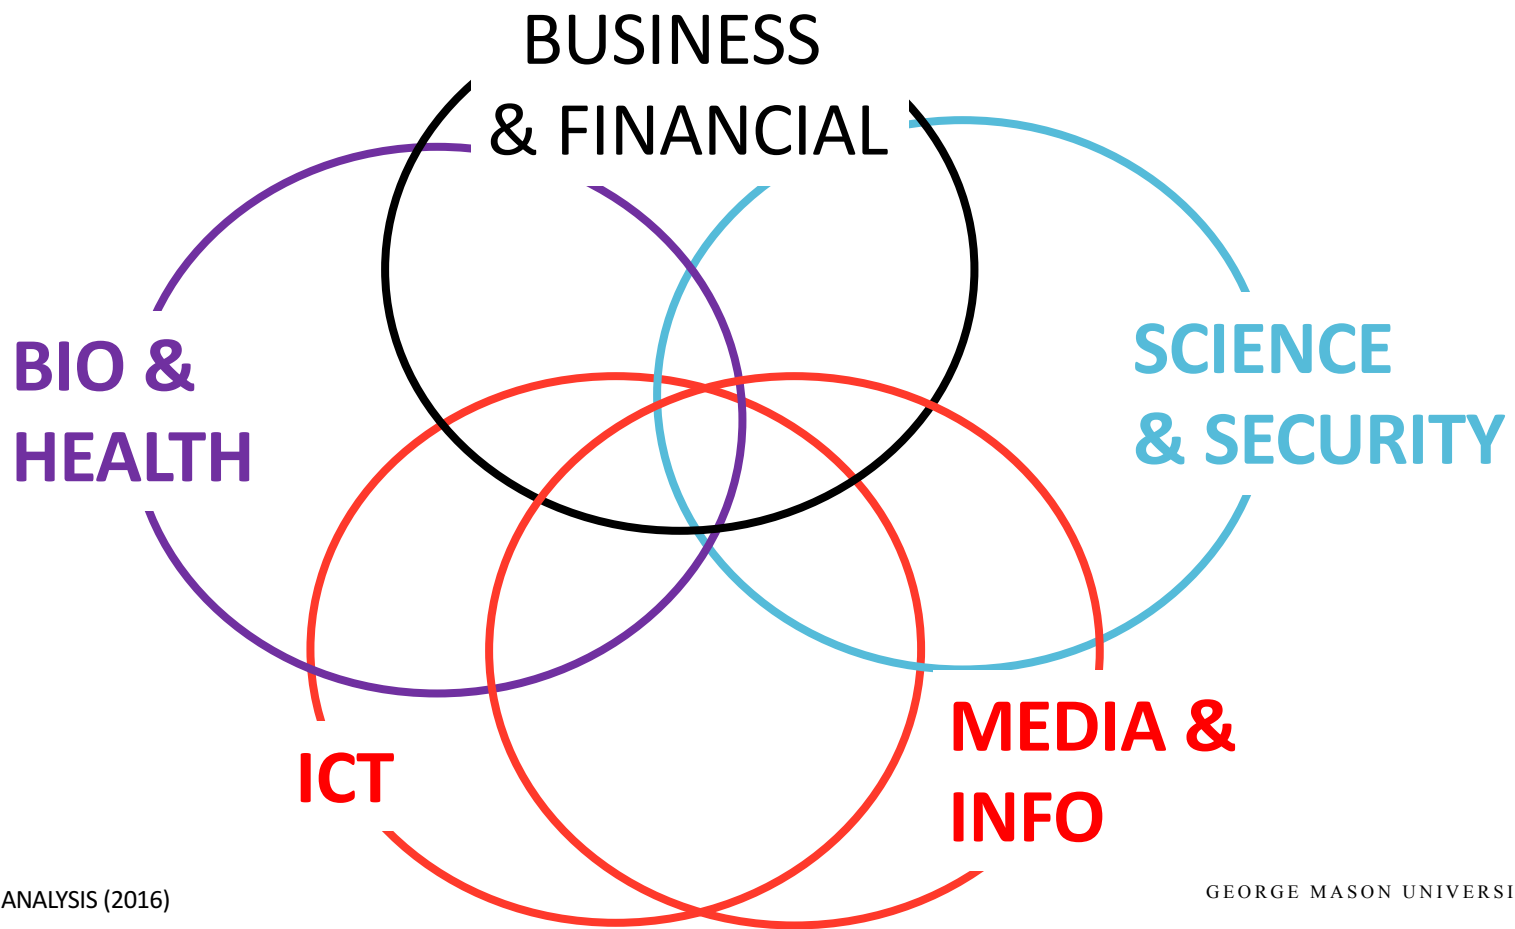 BUSINESS
& FINANCIAL
BIO &
HEALTH
SCIENCE
& SECURITY
ICT
MEDIA &
INFO
ANALYSIS (2016)
GEORGE MASON UNIVERSI